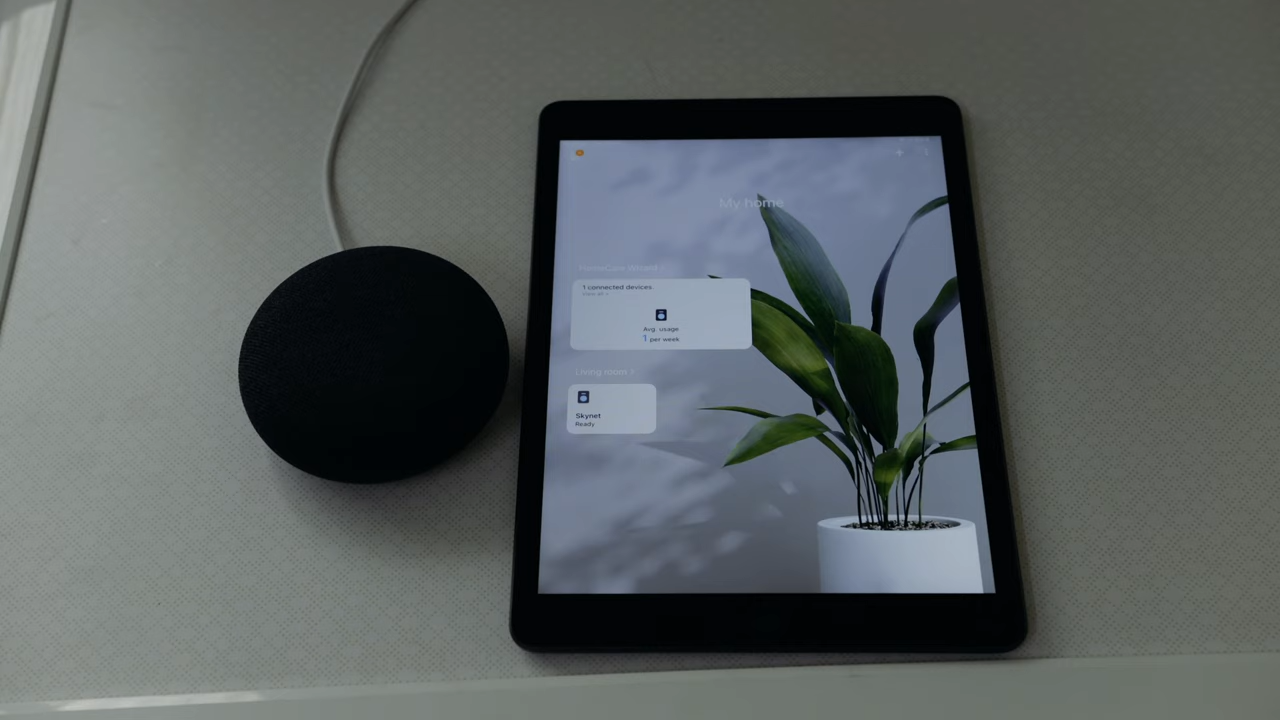 My home
HomeCare Wizard >
1 connected devices.
View all >
Avg. usage
1 per week
Living room >
Skynet
Ready